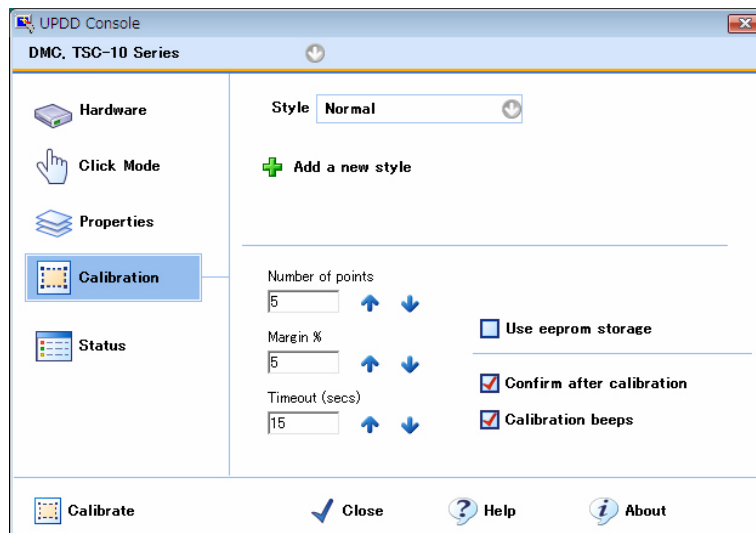 UPDD Console
DMC, TSC-10 Series
Hardware
Click Mode
Properties
Calibration
Status
Style Normal
Add a new style
Number of points
5
Margin %
5
Timeout (secs)
15
Use eeprom storage
Confirm after calibration
Calibration beeps
Calibrate
Close
Help
About